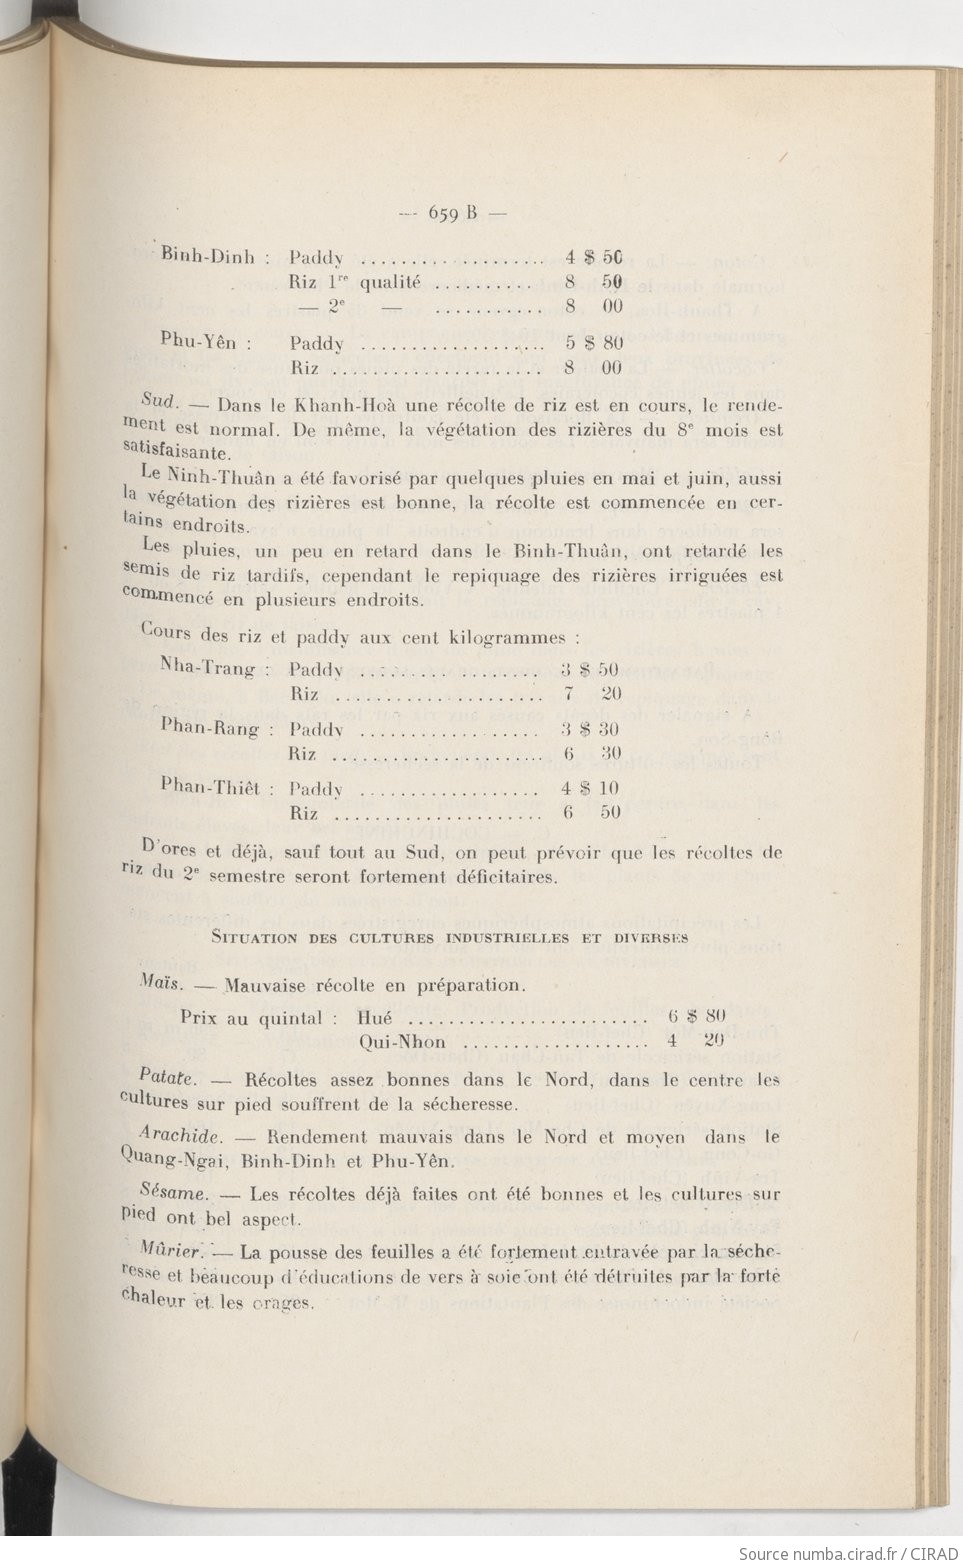 — 659 B —
Binh-Dinh : Paddy .................. 4 $ 50
Riz 1re qualité .......... 8 50
— 2e — ........... 8 00
Phu-Yên : Paddy .................. 5 $ 80
Riz ..................... 8 00
Sud. — Dans le Khanh-Hoà une récolte de riz est en cours, le rende-
ment est normal. De même, la végétation des rizières du 8e mois est
satisfaisante.
Le Ninh-Thuân a été favorisé par quelques pluies en mai et juin, aussi
la végétation des rizières est bonne, la récolte est commencée en cer-
tains endroits.
Les pluies, un peu en retard dans le Binh-Thuân, ont retardé les
semis de riz tardifs, cependant le repiquage des rizières irriguées est
commencé en plusieurs endroits.
Cours des riz et paddy aux cent kilogrammes :
Nha-Trang : Paddy .................. 3 $ 50
Riz ..................... 7 20
Phan-Rang : Paddy .................. 3 $ 30
Riz ..................... 6 30
Phan-Thiêt : Paddy .................. 4 $ 10
Riz ..................... 6 50
D'ores et déjà, sauf tout au Sud, on peut prévoir que les récoltes de
riz du 2e semestre seront fortement déficitaires.
SITUATION DES CULTURES INDUSTRIELLES ET DIVERSES
Maïs. — Mauvaise récolte en préparation.
Prix au quintal : Hué ........................ 6 $ 80
Qui-Nhon ................... 4 20
Patate. — Récoltes assez bonnes dans le Nord, dans le centre les
cultures sur pied souffrent de la sécheresse.
Arachide. — Rendement mauvais dans le Nord et moyen dans le
Quang-Ngai, Binh-Dinh et Phu-Yên.
Sésame. — Les récoltes déjà faites ont été bonnes et les cultures sur
pied ont bel aspect.
Mûrier. — La pousse des feuilles a été fortement entravée par la séche-
resse et beaucoup d'éducations de vers à soie ont été détruites par la forte
chaleur et les orages.
Source numba.cirad.fr / CIRAD